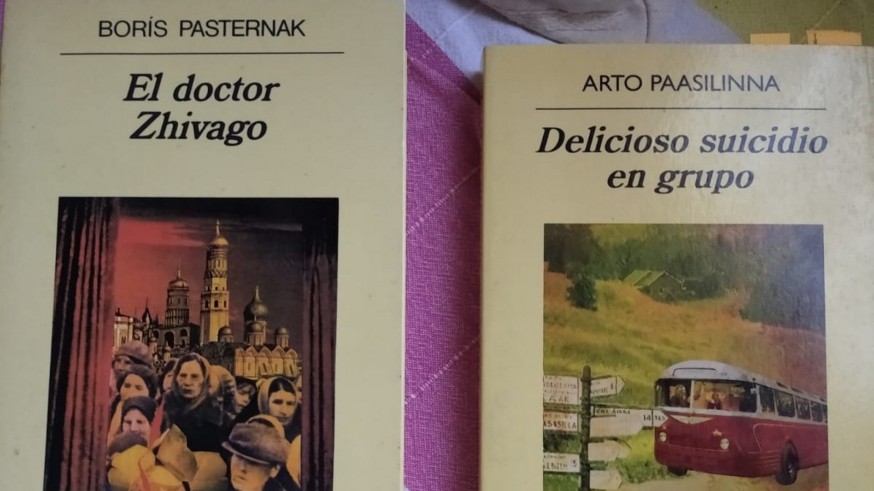 BORÍS PASTERNAK
El doctor
Zhivago
ARTO PAASILINNA
Delicioso suicidio
en grupo